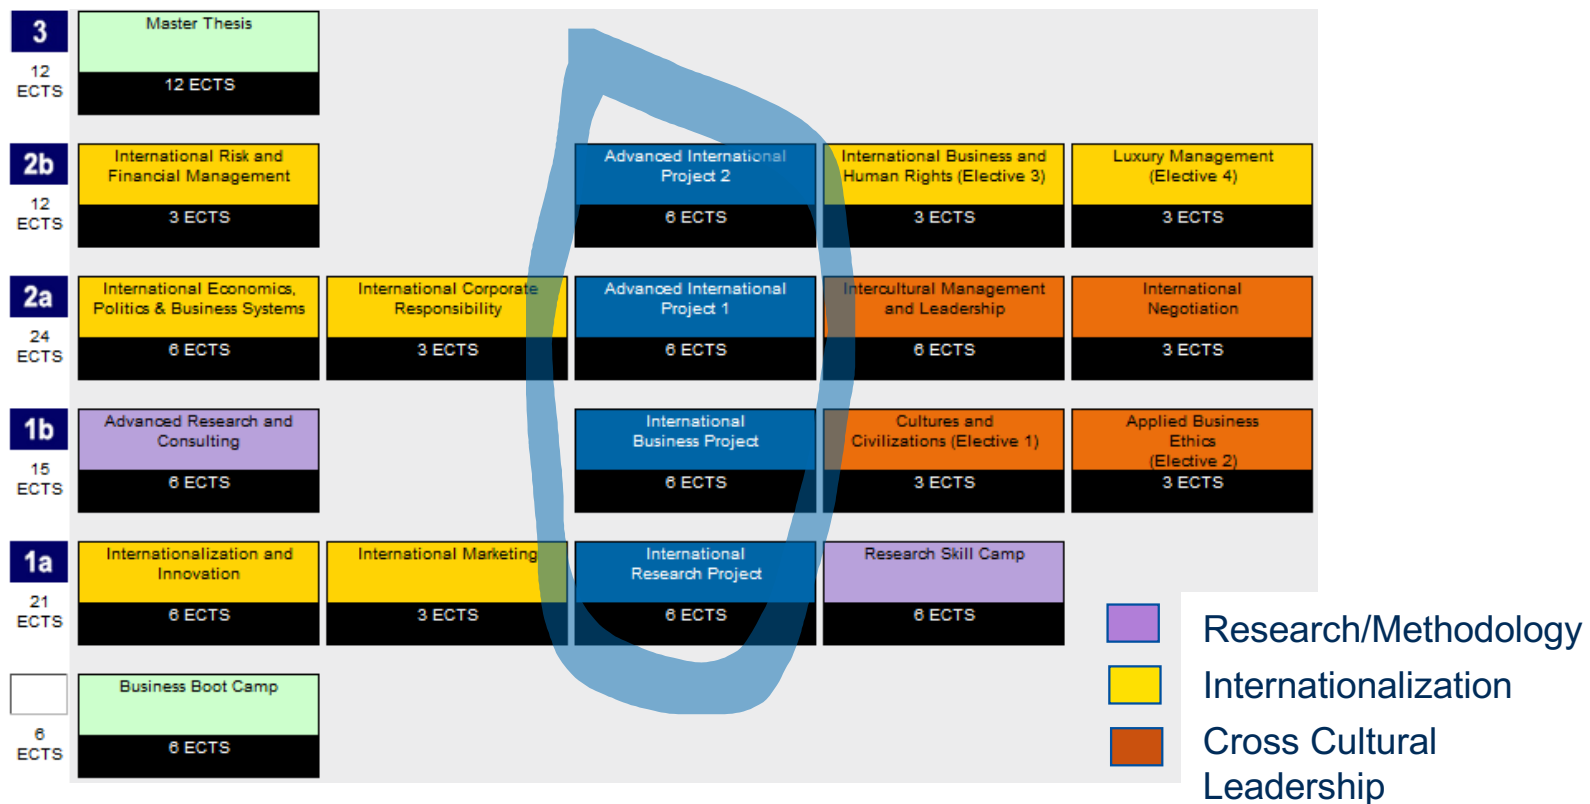 3
12
ECTS
Master Thesis
12 ECTS
2b
12
ECTS
International Risk and
Financial Management
3 ECTS
Advanced International
Project 2
6 ECTS
International Business and
Human Rights (Elective 3)
3 ECTS
Luxury Management
(Elective 4)
3 ECTS
2a
24
ECTS
International Economics,
Politics & Business Systems
6 ECTS
International Corporate
Responsibility
3 ECTS
Advanced International
Project 1
6 ECTS
Intercultural Management
and Leadership
6 ECTS
International
Negotiation
3 ECTS
1b
15
ECTS
Advanced Research and
Consulting
6 ECTS
International
Business Project
6 ECTS
Cultures and
Civilizations (Elective 1)
3 ECTS
Applied Business
Ethics
(Elective 2)
3 ECTS
1a
21
ECTS
Internationalization and
Innovation
6 ECTS
International Marketing
3 ECTS
International
Research Project
6 ECTS
Research Skill Camp
6 ECTS
6
ECTS
Business Boot Camp
6 ECTS
Research/Methodology
Internationalization
Cross Cultural
Leadership